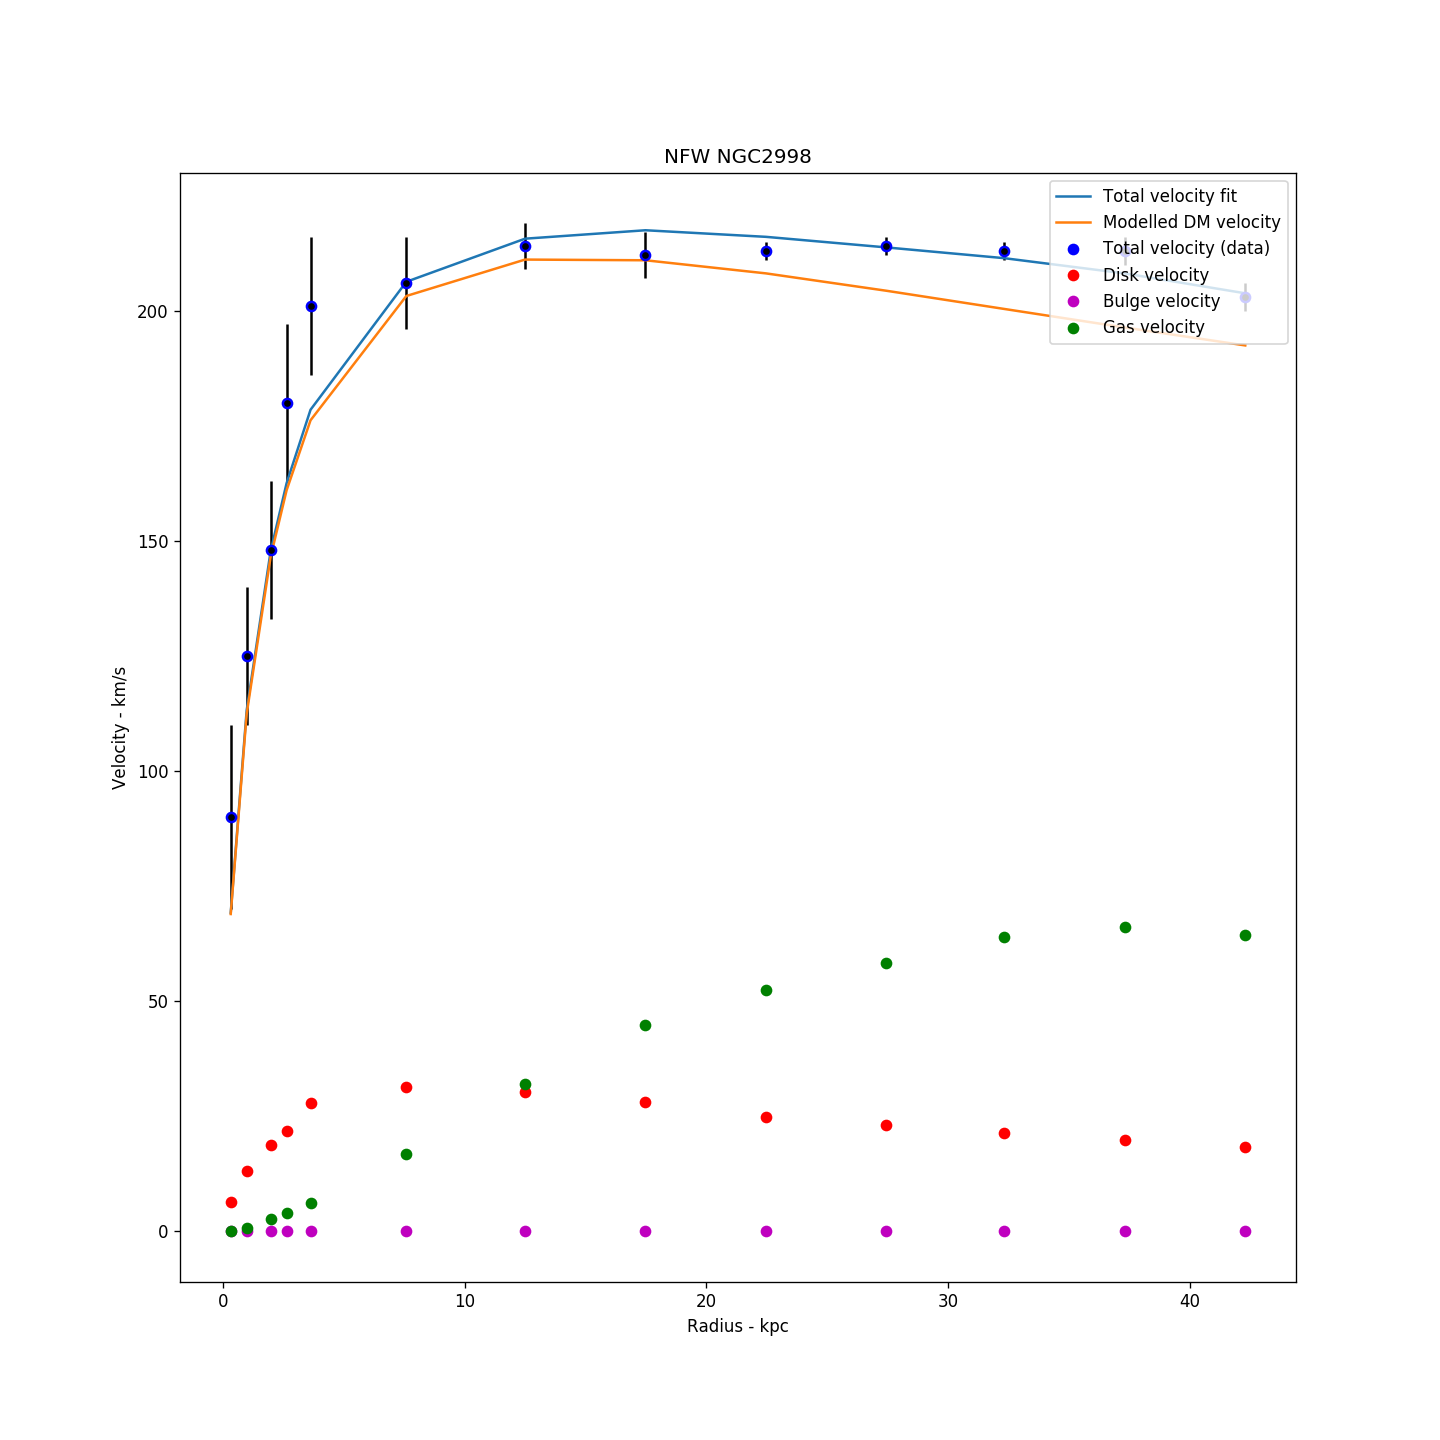 NFW NGC2998
Total velocity fit
Modelled DM velocity
Total velocity (data)
Disk velocity
Bulge velocity
Gas velocity
200
150
100
50
0
Velocity - km/s
0 10 20 30 40
Radius - kpc